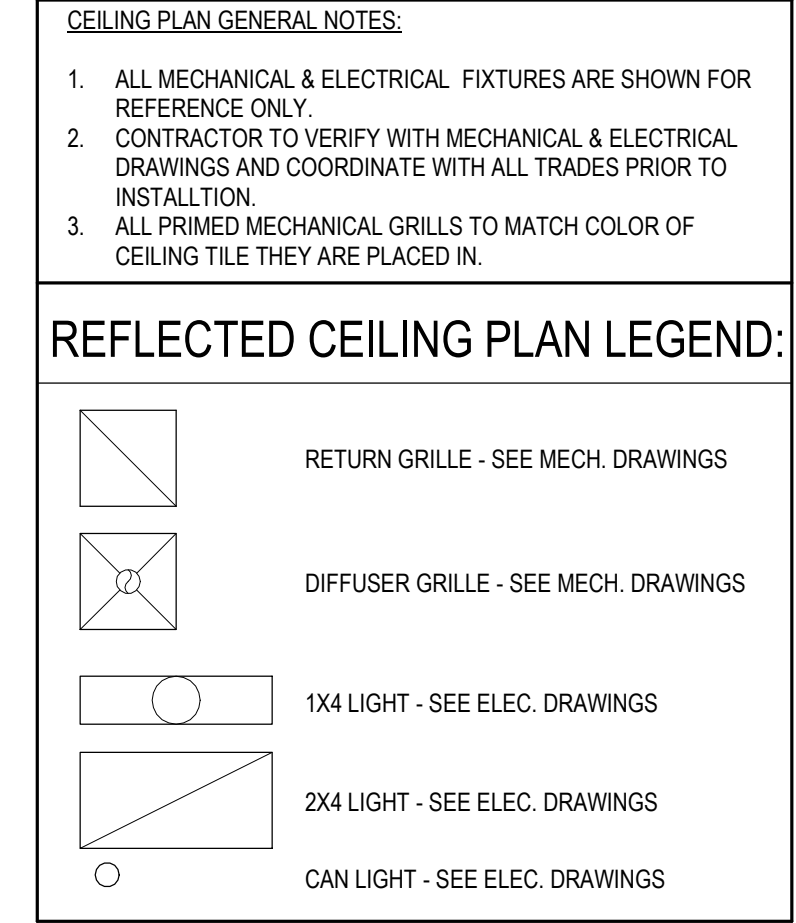 CEILING PLAN GENERAL NOTES:
1. ALL MECHANICAL & ELECTRICAL FIXTURES ARE SHOWN FOR
REFERENCE ONLY.
2. CONTRACTOR TO VERIFY WITH MECHANICAL & ELECTRICAL
DRAWINGS AND COORDINATE WITH ALL TRADES PRIOR TO
INSTALLTION.
3. ALL PRIMED MECHANICAL GRILLS TO MATCH COLOR OF
CEILING TILE THEY ARE PLACED IN.
REFLECTED CEILING PLAN LEGEND:
RETURN GRILLE - SEE MECH. DRAWINGS
DIFFUSER GRILLE - SEE MECH. DRAWINGS
1X4 LIGHT - SEE ELEC. DRAWINGS
2X4 LIGHT - SEE ELEC. DRAWINGS
CAN LIGHT - SEE ELEC. DRAWINGS